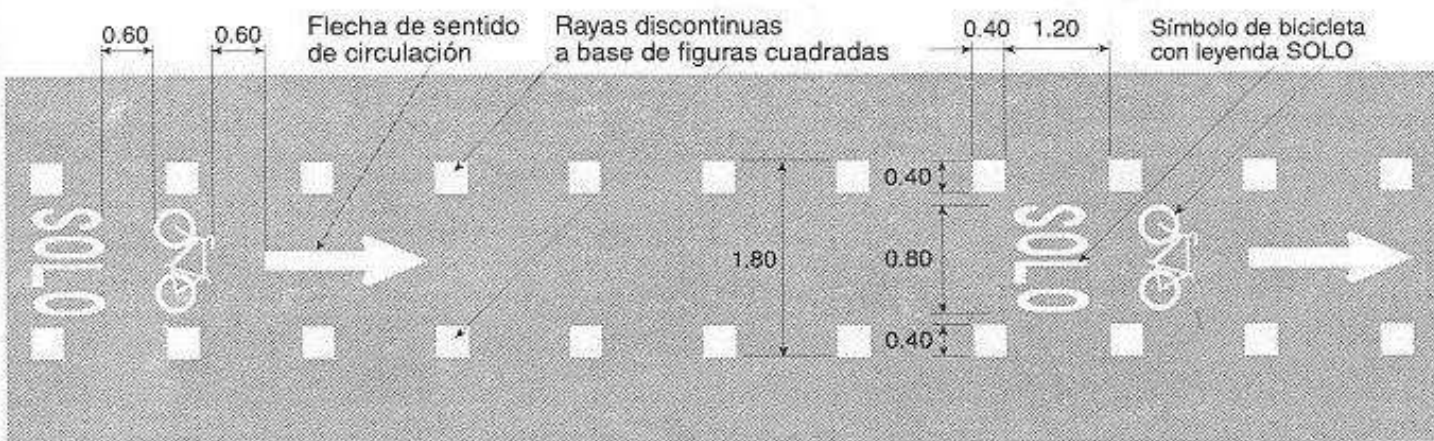 0.60
0.60
Flecha de sentido
de circulación
Rayas discontinuas
a base de figuras cuadradas
0.40
1.20
Símbolo de bicicleta
con leyenda SOLO
0.40
SOLO
1.80
0.80
SOLO
0.40